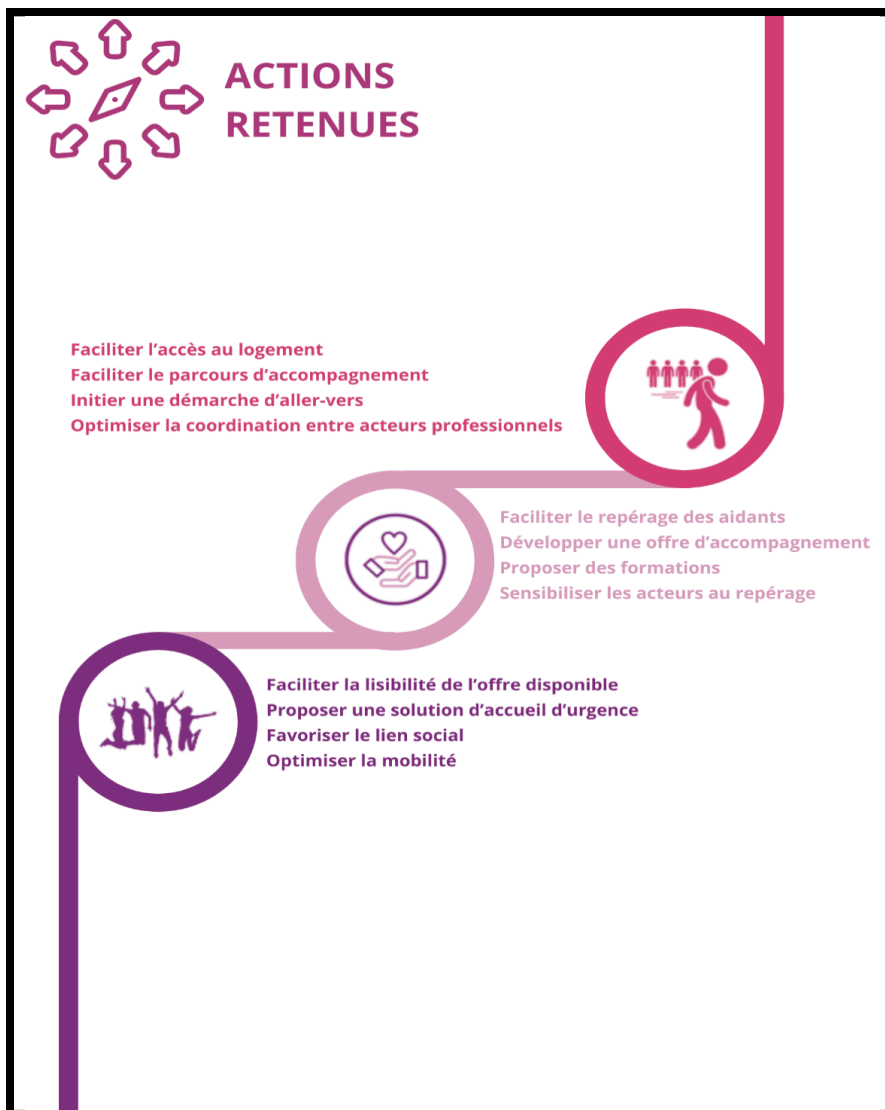 ACTIONS
RETENUES
Faciliter l'accès au logement
Faciliter le parcours d'accompagnement
Initier une démarche d'aller-vers
Optimiser la coordination entre acteurs professionnels
Faciliter le repérage des aidants
Développer une offre d'accompagnement
Proposer des formations
Sensibiliser les acteurs au repérage
Faciliter la lisibilité de l'offre disponible
Proposer une solution d'accueil d'urgence
Favoriser le lien social
Optimiser la mobilité